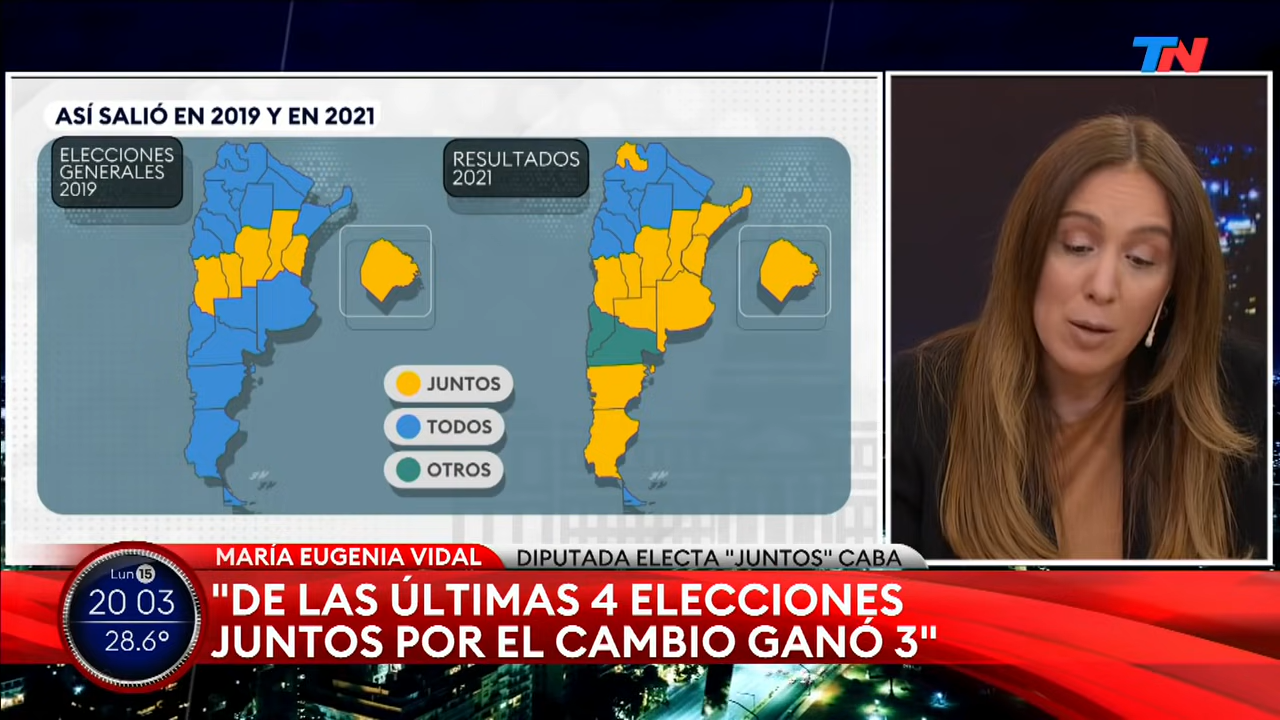 TN
ASÍ SALIÓ EN 2019 Y EN 2021
ELECCIONES
GENERALES
2019
RESULTADOS
2021
JUNTOS
TODOS
OTROS
MARÍA EUGENIA VIDAL
DIPUTADA ELECTA "JUNTOS" CABA
Lun 15
20 03
28.6°
"DE LAS ÚLTIMAS 4 ELECCIONES
JUNTOS POR EL CAMBIO GANÓ 3"